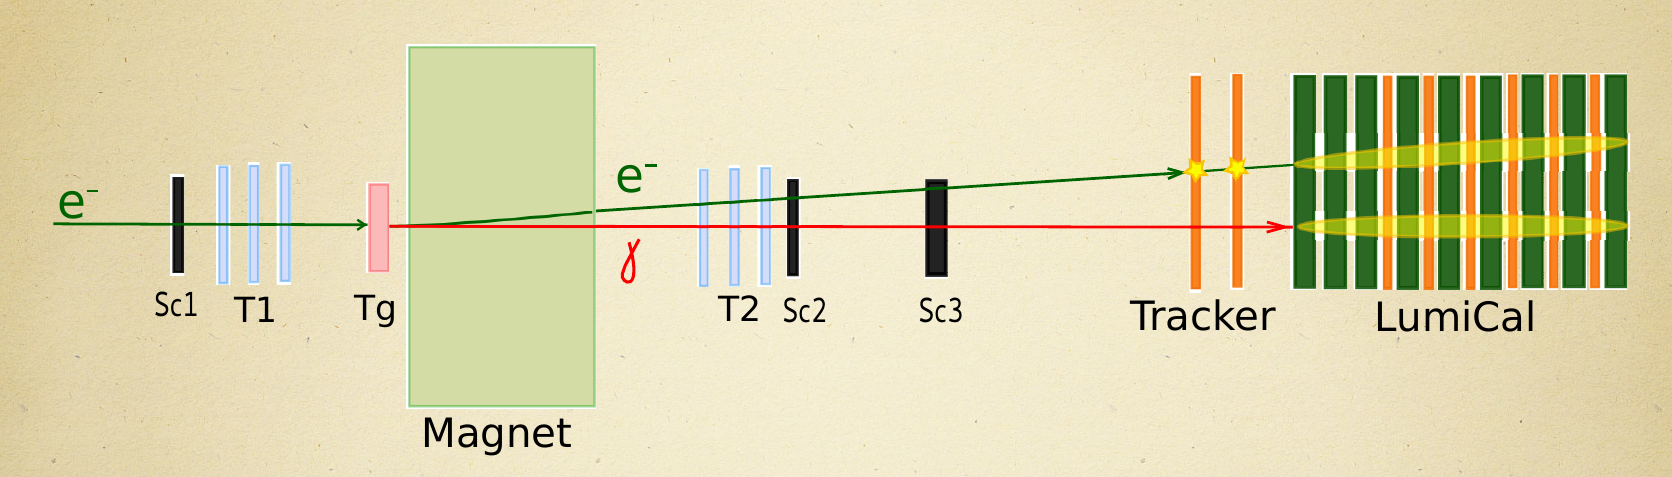 e⁻
e⁻
γ
Sc1
T1
Tg
T2
Sc2
Sc3
Tracker
LumiCal
Magnet